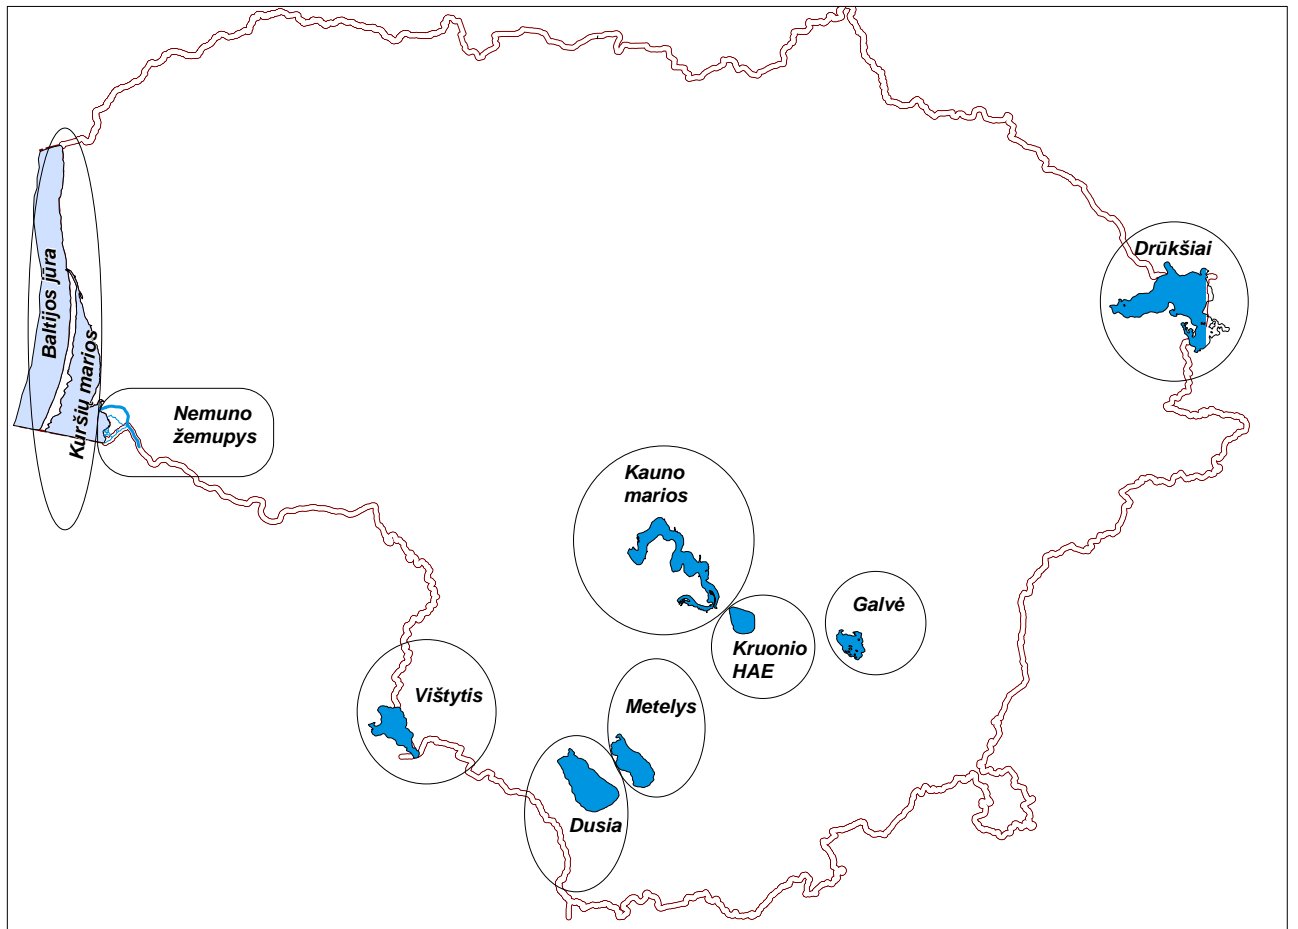 Drūkšiai
Baltijos jūra
Kuršių marios
Nemuno
žemupys
Kauno
marios
Galvė
Kruonio
HAE
Vištytis
Metelys
Dusia